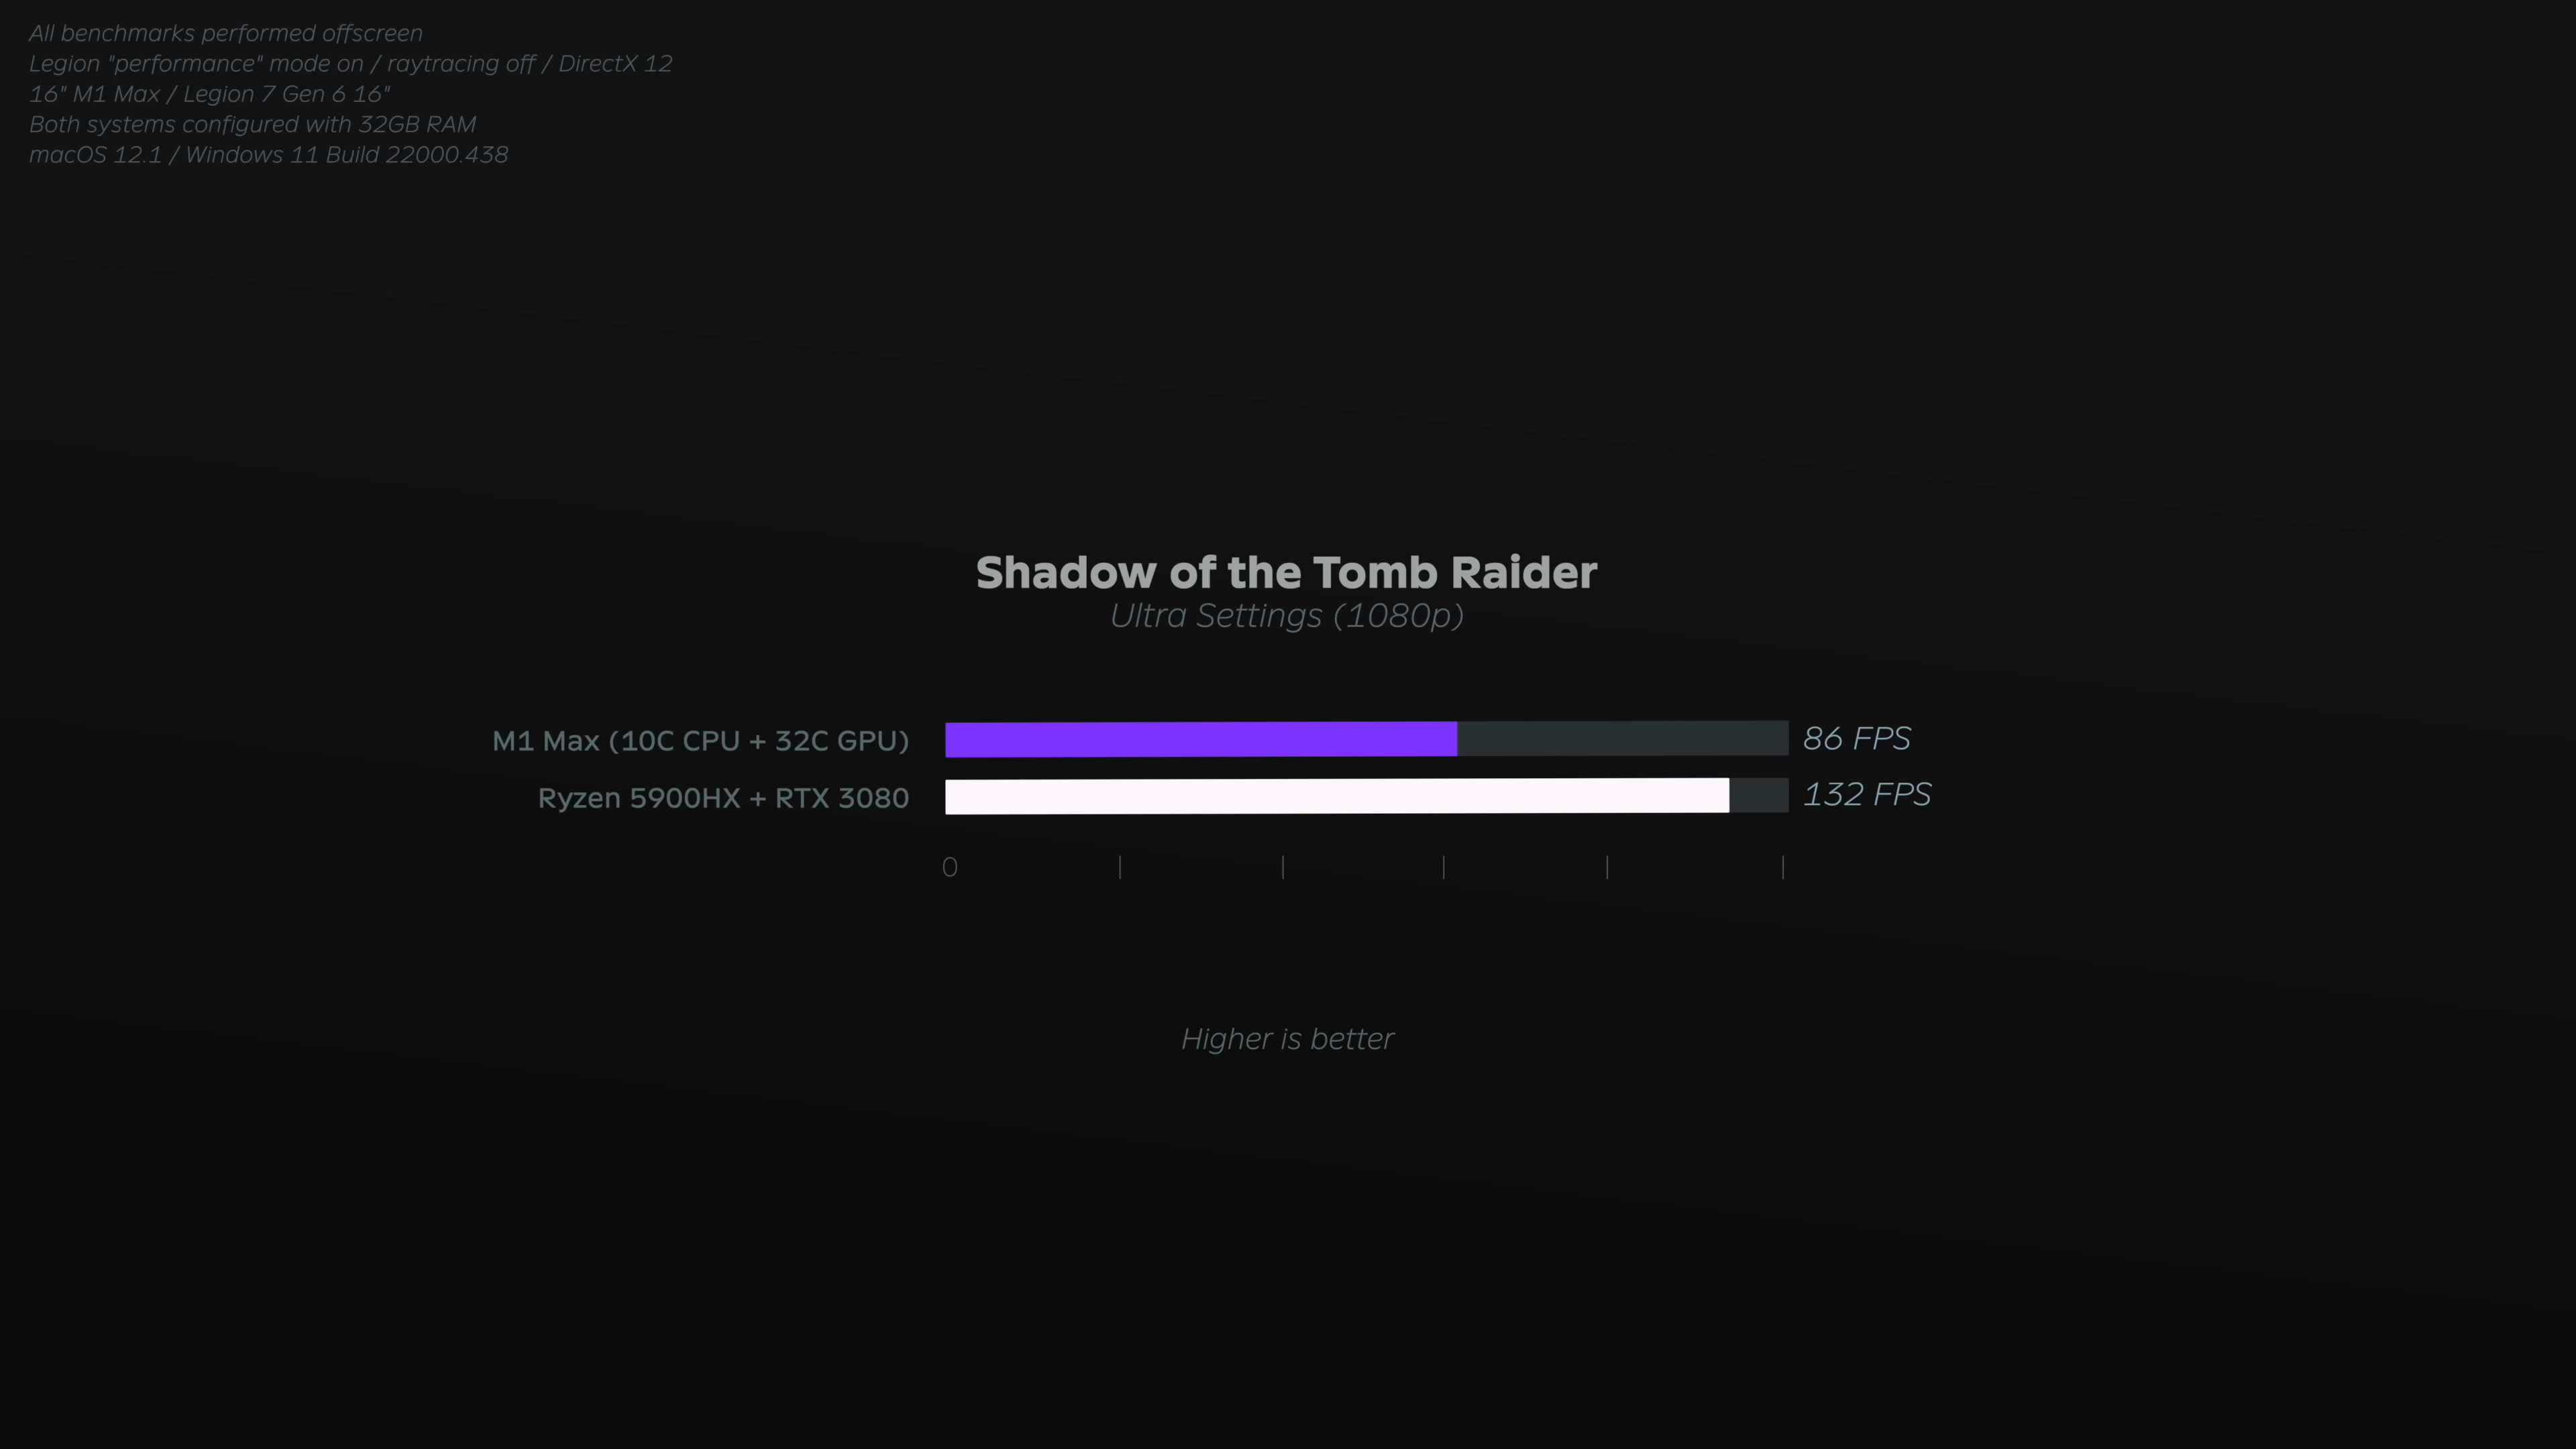 All benchmarks performed offscreen
Legion "performance" mode on / raytracing off / DirectX 12
16" M1 Max / Legion 7 Gen 6 16"
Both systems configured with 32GB RAM
macOS 12.1 / Windows 11 Build 22000.438
Shadow of the Tomb Raider
Ultra Settings (1080p)
M1 Max (10C CPU + 32C GPU) 86 FPS
Ryzen 5900HX + RTX 3080 132 FPS
0
Higher is better